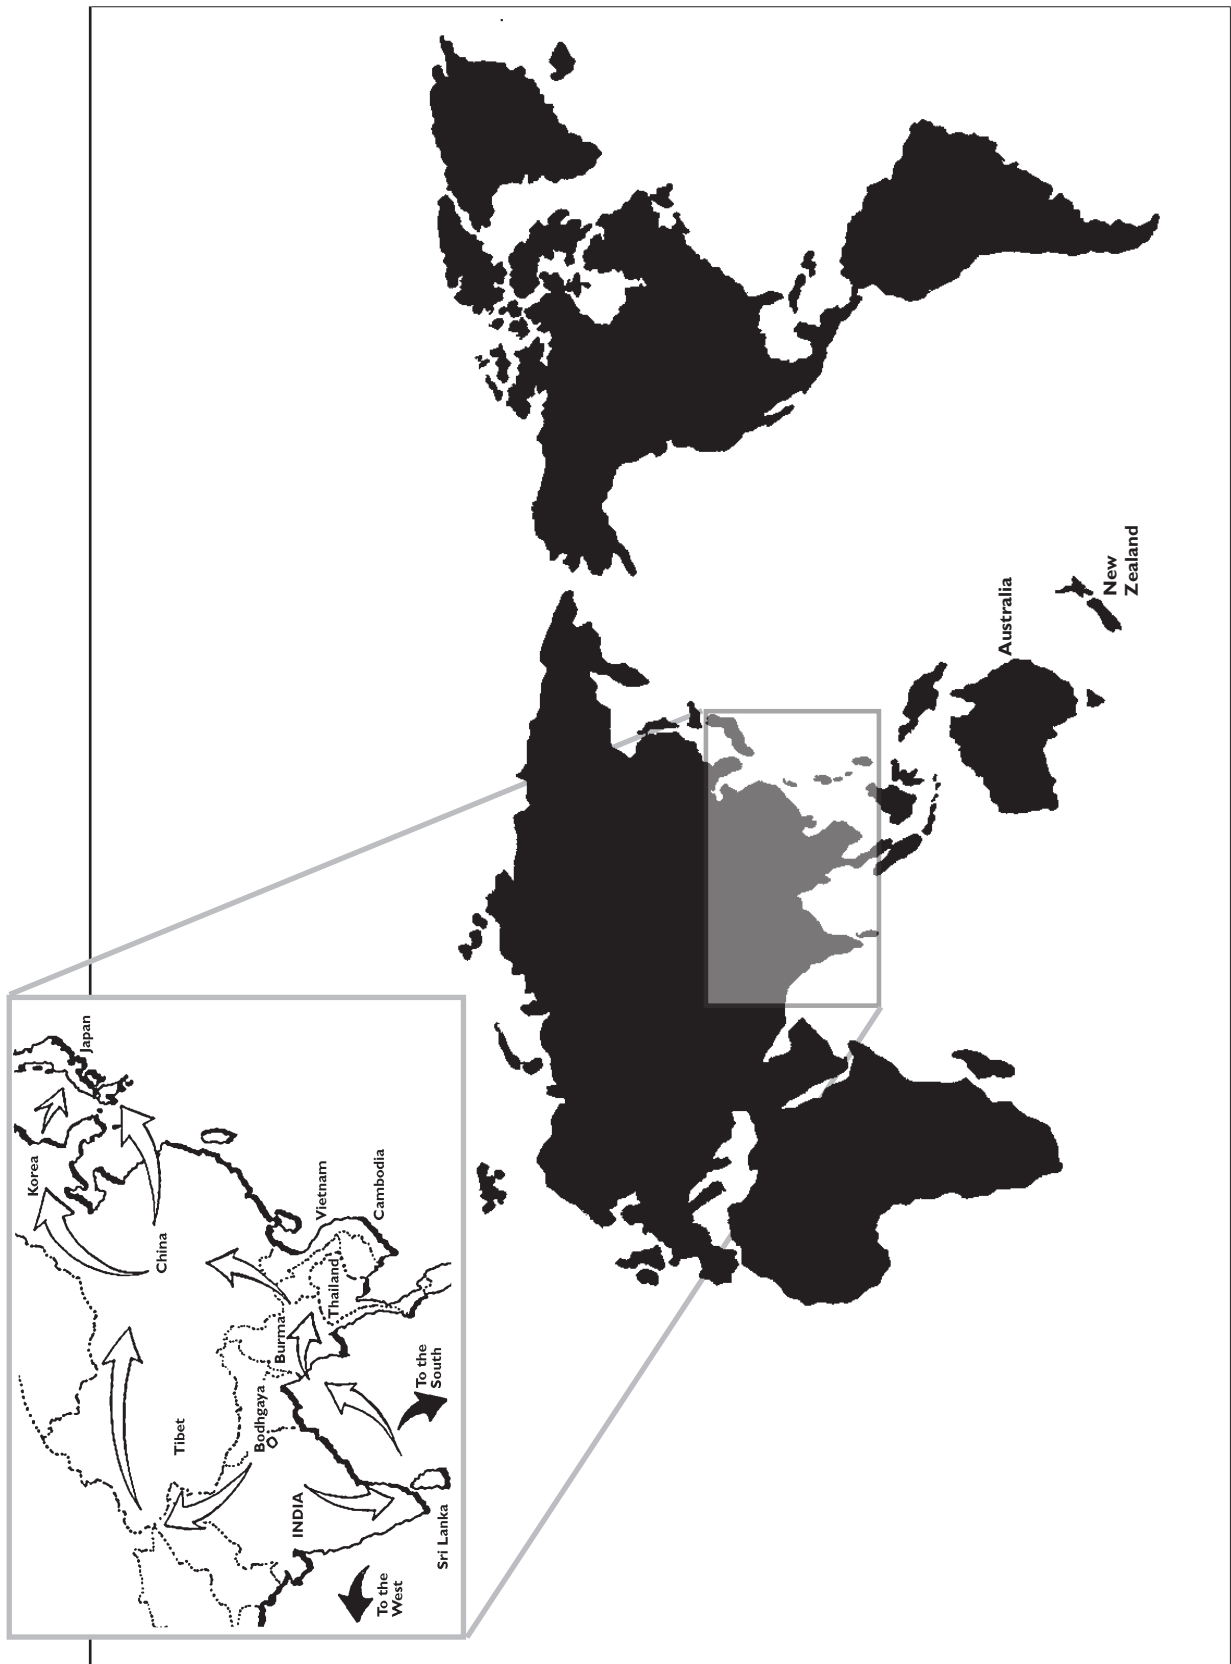 Japan
Korea
China
Vietnam
Cambodia
Thailand
Burma
Tibet
Bodhgaya
INDIA
Sri Lanka
To the
South
To the
West
Australia
New
Zealand